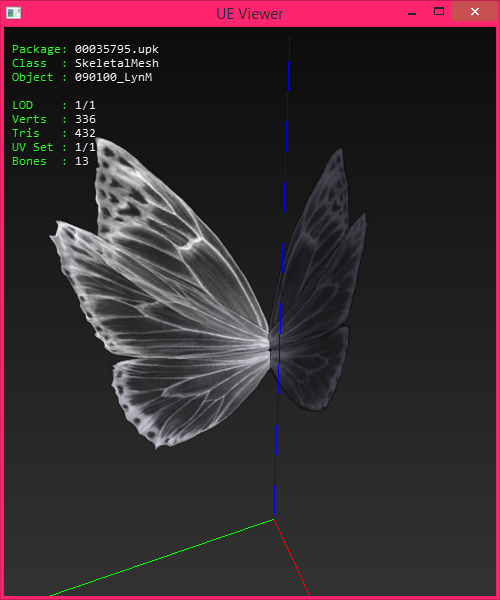 UE Viewer
Package: 00035795.upk
Class  : SkeletalMesh
Object : 090100_LynM
LOD    : 1/1
Verts  : 336
Tris   : 432
UV Set : 1/1
Bones  : 13